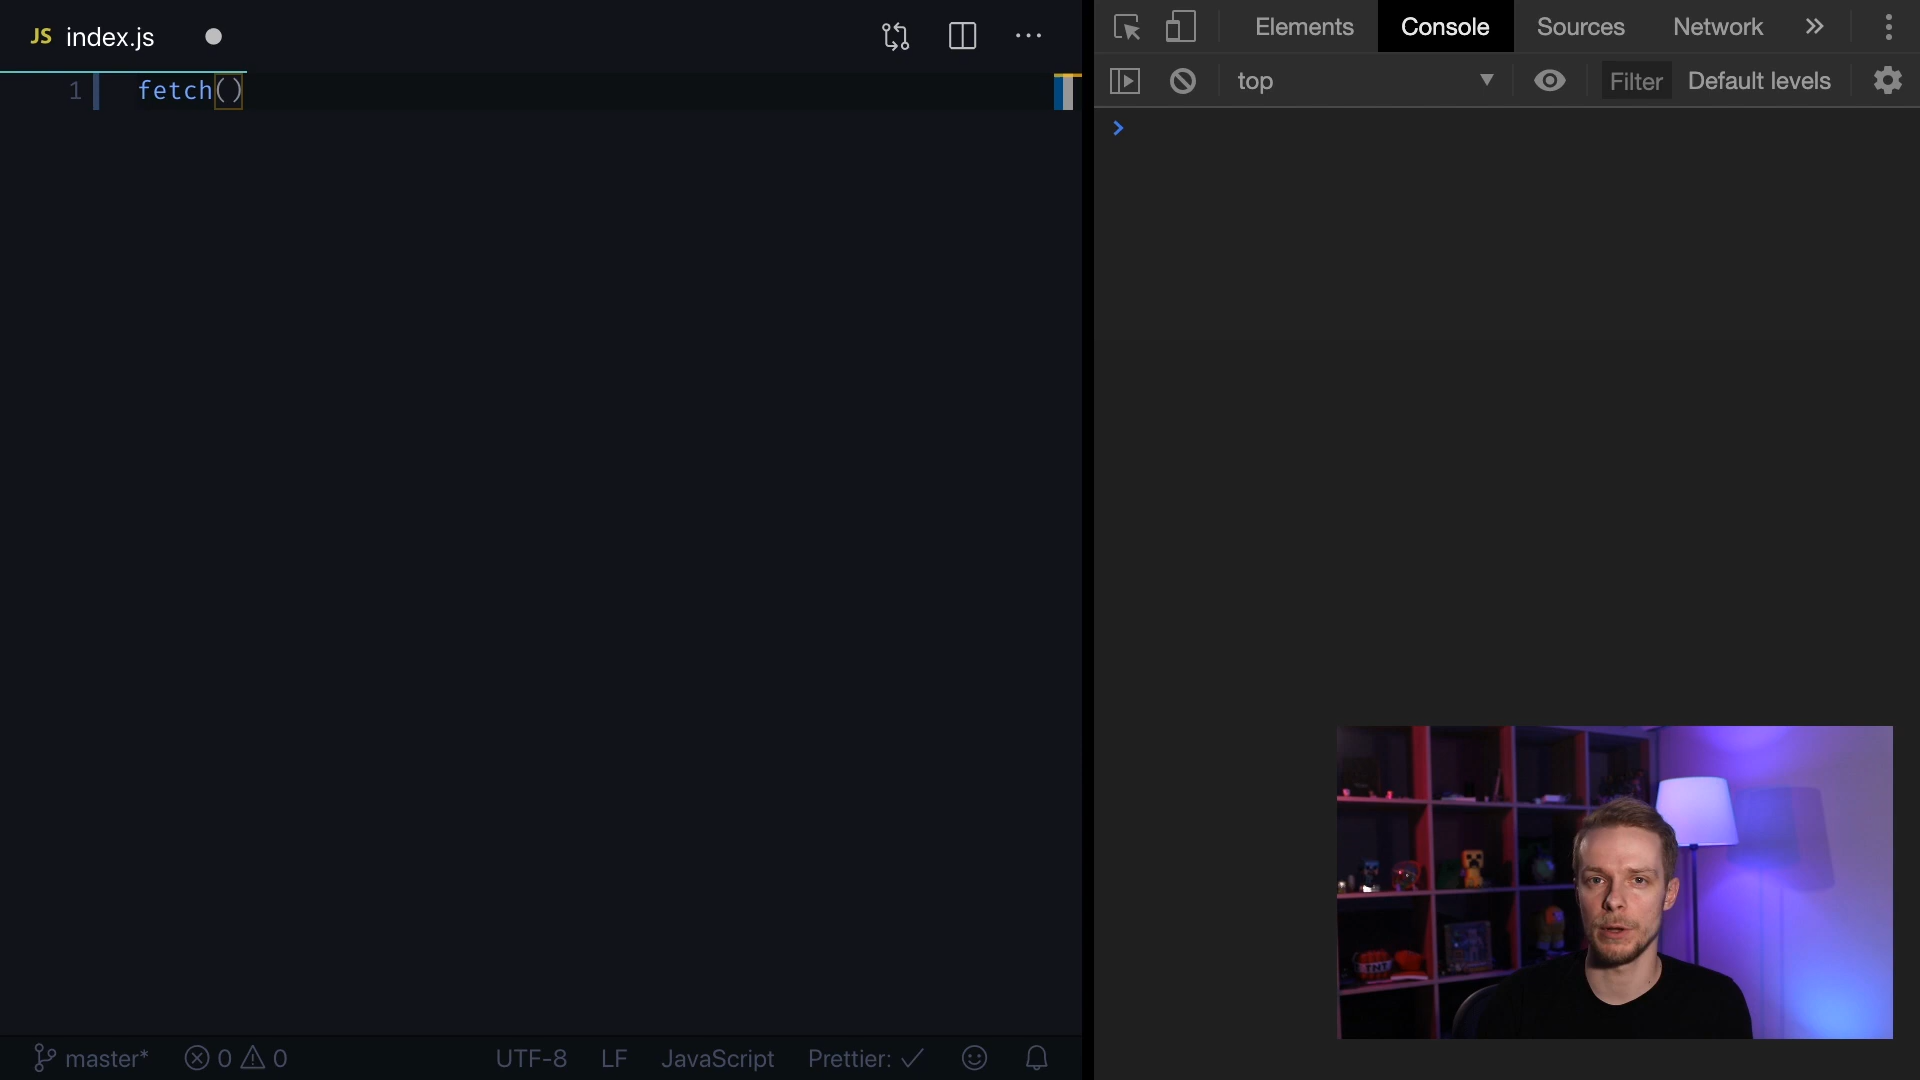 JS index.js
1 fetch()
master* 0 0 UTF-8 LF JavaScript Prettier:
Elements Console Sources Network
top Filter Default levels
TNT